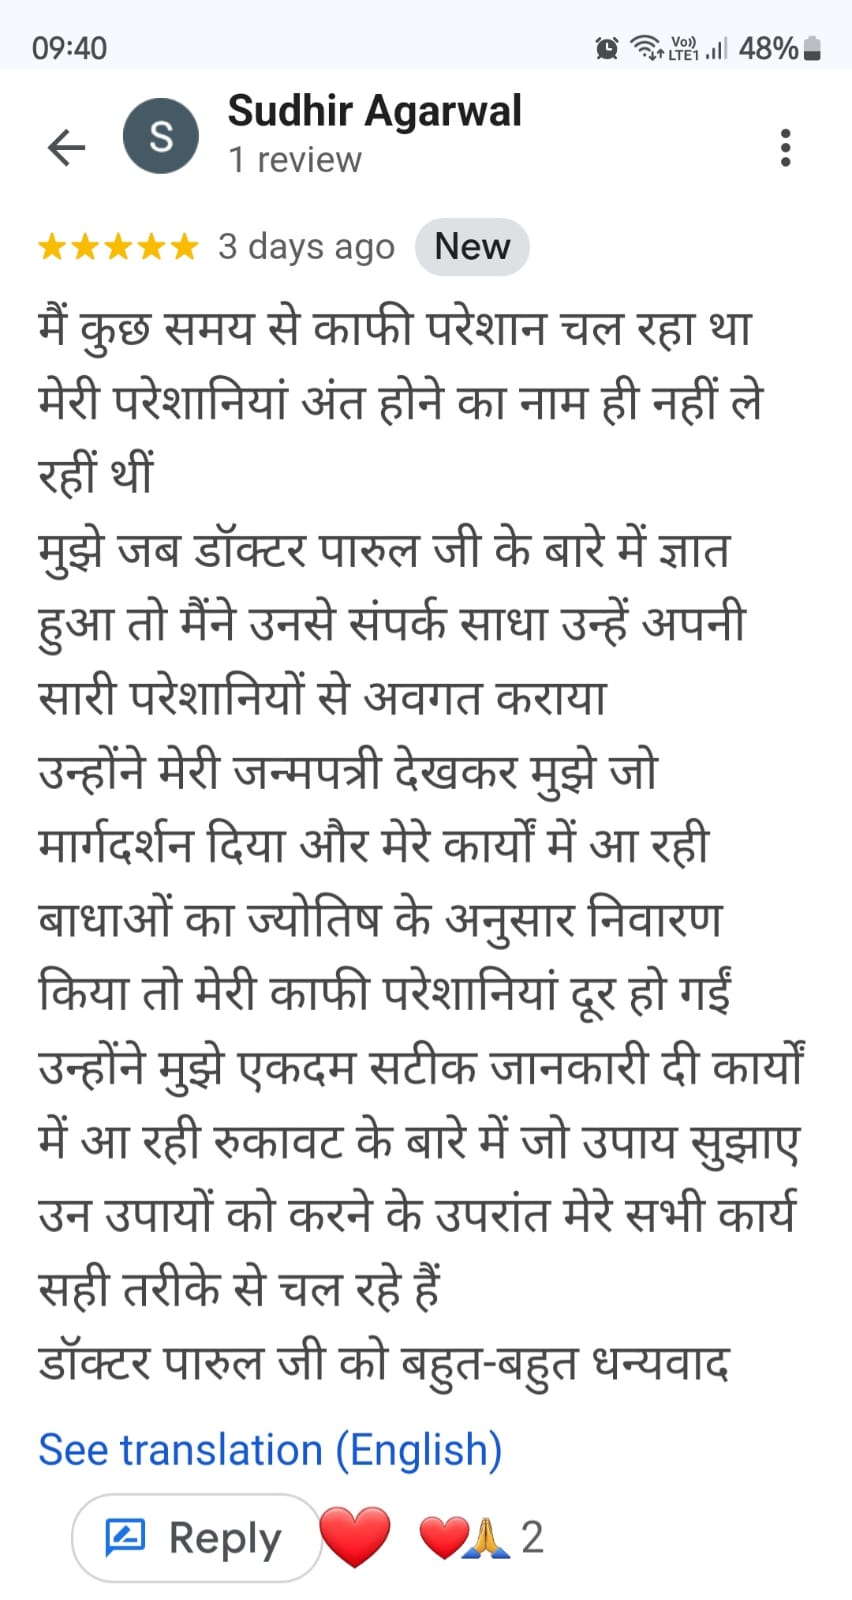 09:40
Vo)) LTE1 48%
S
Sudhir Agarwal
1 review
3 days ago New
मैं कुछ समय से काफी परेशान चल रहा था
मेरी परेशानियां अंत होने का नाम ही नहीं ले
रहीं थीं
मुझे जब डॉक्टर पारुल जी के बारे में ज्ञात
हुआ तो मैंने उनसे संपर्क साधा उन्हें अपनी
सारी परेशानियों से अवगत कराया
उन्होंने मेरी जन्मपत्री देखकर मुझे जो
मार्गदर्शन दिया और मेरे कार्यों में आ रही
बाधाओं का ज्योतिष के अनुसार निवारण
किया तो मेरी काफी परेशानियां दूर हो गईं
उन्होंने मुझे एकदम सटीक जानकारी दी कार्यों
में आ रही रुकावट के बारे में जो उपाय सुझाए
उन उपायों को करने के उपरांत मेरे सभी कार्य
सही तरीके से चल रहे हैं
डॉक्टर पारुल जी को बहुत-बहुत धन्यवाद
See translation (English)
Reply 2